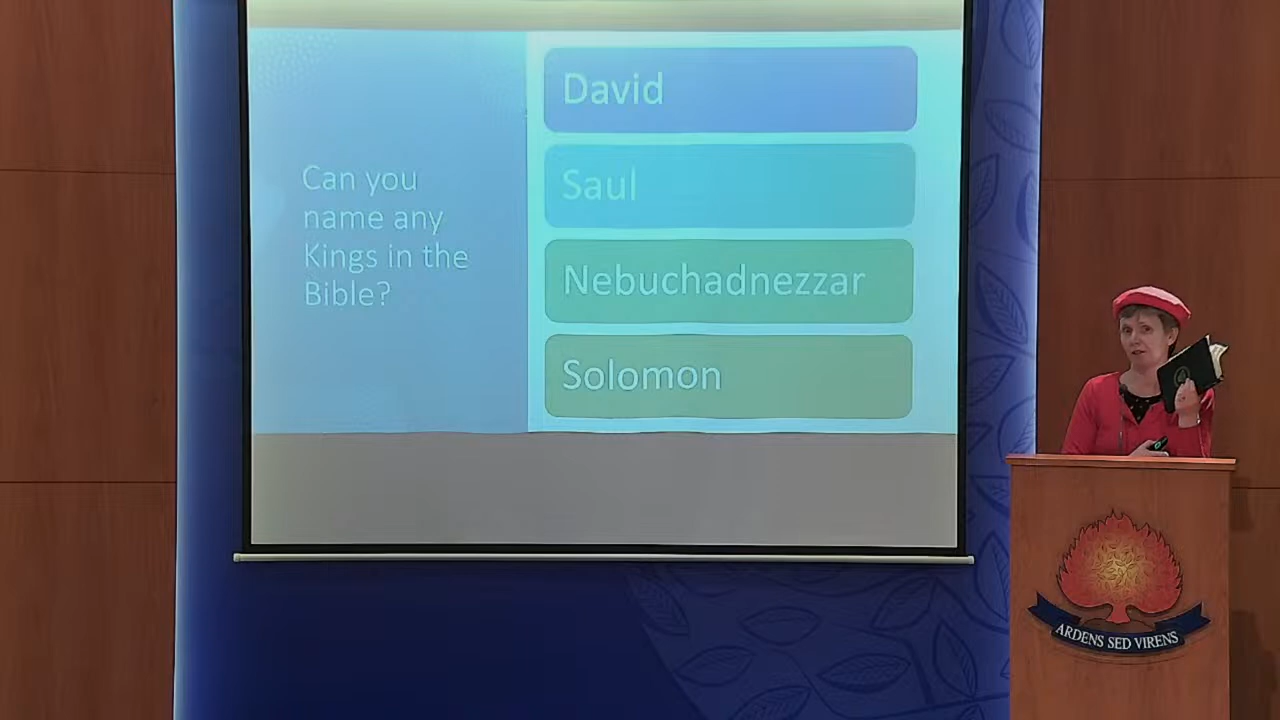 Can you
name any
Kings in the
Bible?
David
Saul
Nebuchadnezzar
Solomon
ARDENS SED VIRENS